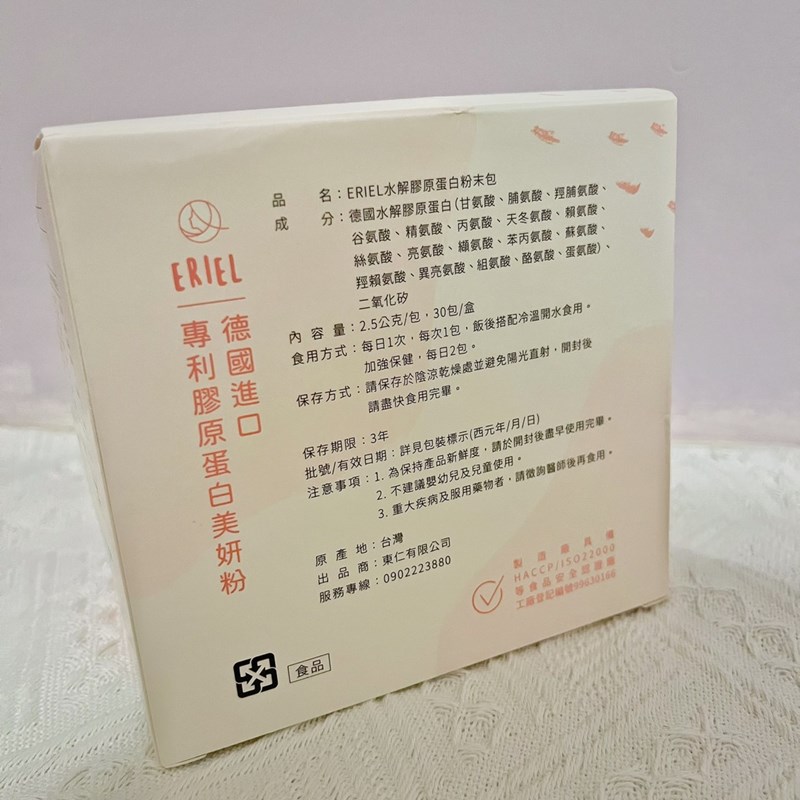 ERIEL
德國進口
專利膠原蛋白美妍粉
品名：ERIEL水解膠原蛋白粉末包
成分：德國水解膠原蛋白(甘氨酸、脯氨酸、羥脯氨酸、
谷氨酸、精氨酸、丙氨酸、天冬氨酸、賴氨酸、
絲氨酸、亮氨酸、纈氨酸、苯丙氨酸、蘇氨酸、
羥賴氨酸、異亮氨酸、組氨酸、酪氨酸、蛋氨酸)、
二氧化矽
內容量：2.5公克/包，30包/盒
食用方式：每日1次，每次1包，飯後搭配冷溫開水食用。
加強保健，每日2包。
保存方式：請保存於陰涼乾燥處並避免陽光直射，開封後
請盡快食用完畢。
保存期限：3年
批號/有效日期：詳見包裝標示(西元年/月/日)
注意事項：1. 為保持產品新鮮度，請於開封後盡早使用完畢。
2. 不建議嬰幼兒及兒童使用。
3. 重大疾病及服用藥物者，請徵詢醫師後再食用。
原產地：台灣
出品商：東仁有限公司
服務專線：0902223880
製造廠具備
HACCP/ISO22000
等食品安全認證廠
工廠登記編號99630166
食品